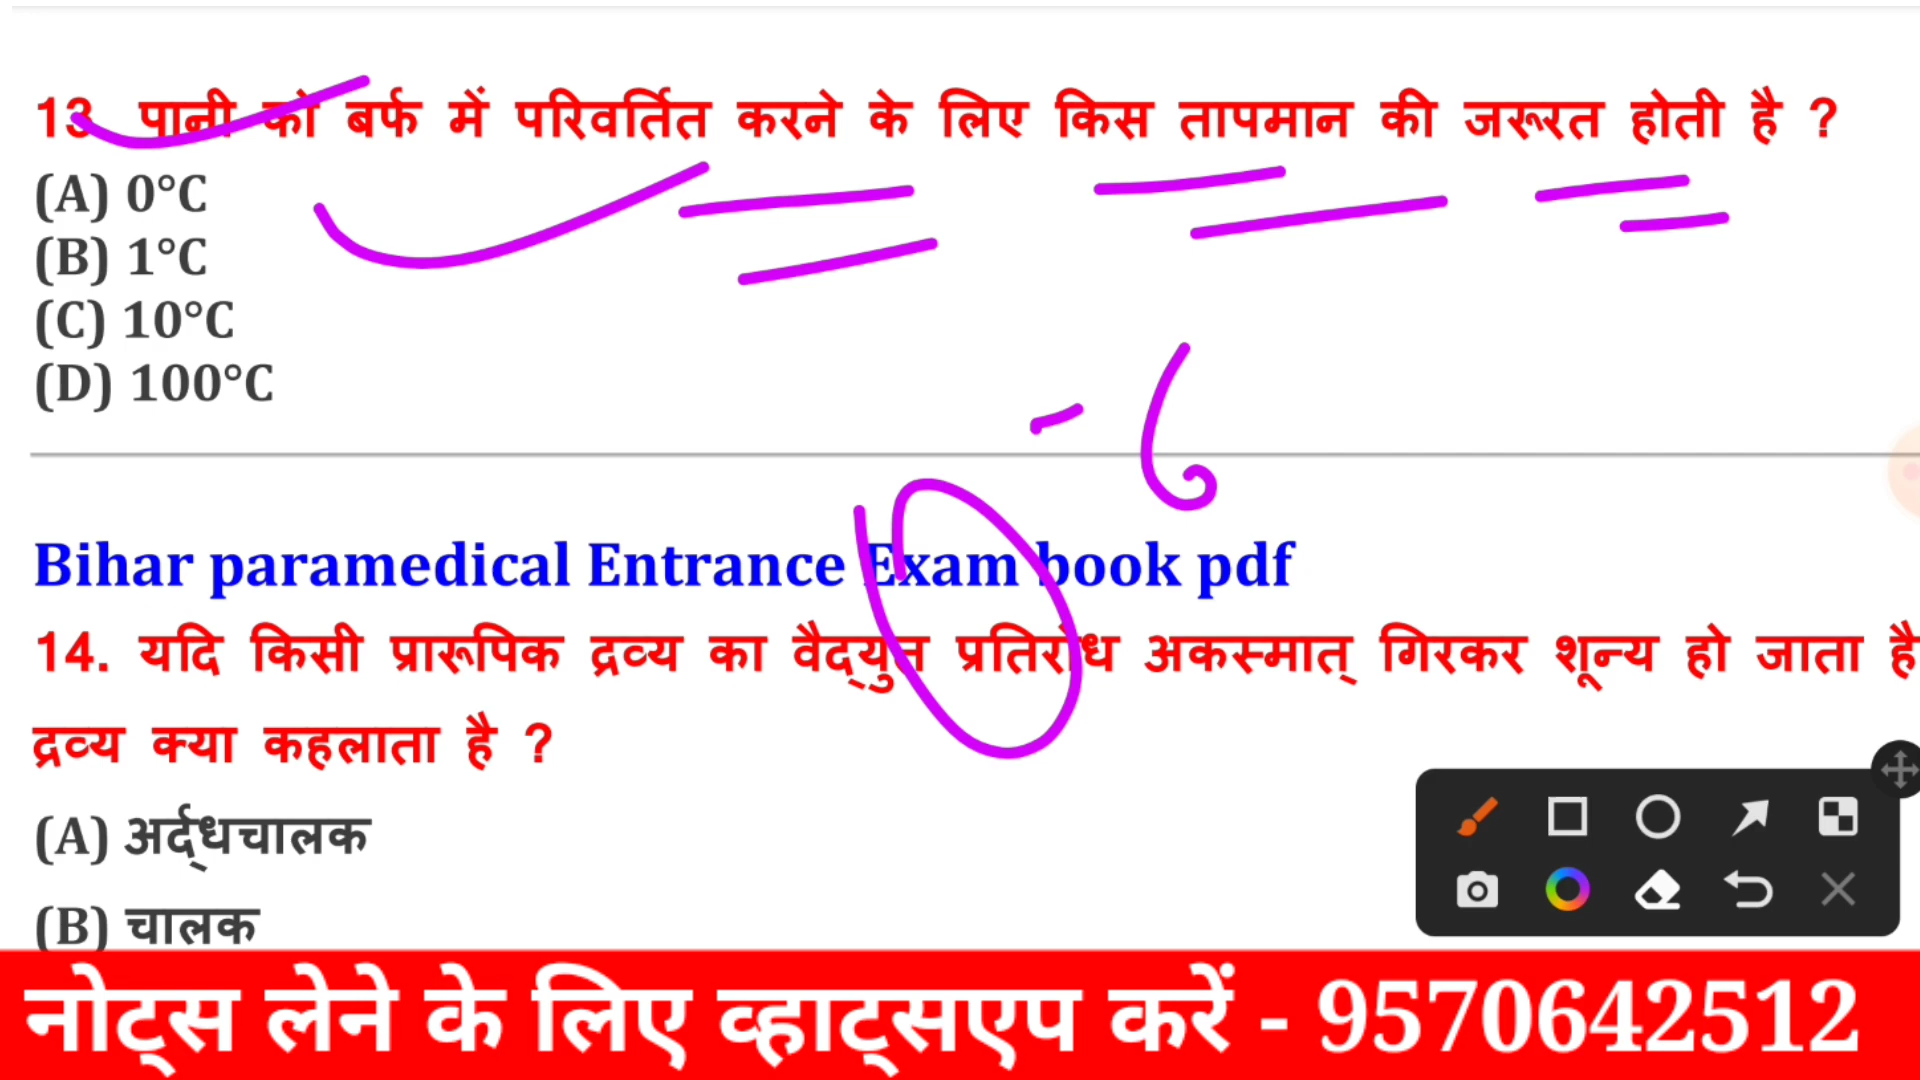 13. पानी को बर्फ में परिवर्तित करने के लिए किस तापमान की जरूरत होती है ?
(A) 0°C
(B) 1°C
(C) 10°C
(D) 100°C
- 6
Bihar paramedical Entrance Exam book pdf
14. यदि किसी प्रारूपिक द्रव्य का वैद्युत प्रतिरोध अकस्मात् गिरकर शून्य हो जाता है
द्रव्य क्या कहलाता है ?
(A) अर्द्धचालक
(B) चालक
नोट्स लेने के लिए व्हाट्सएप करें - 9570642512